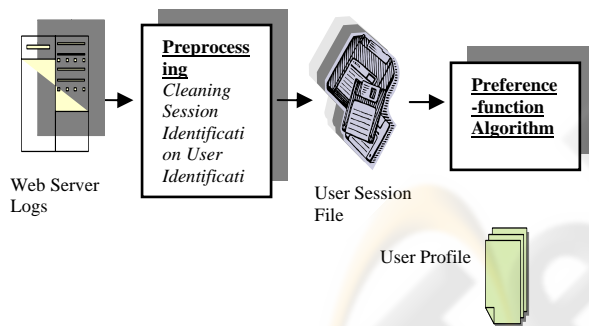 Preprocess
ing
Cleaning
Session
Identificati
on User
Identificati
Preference
-function
Algorithm
Web Server
Logs
User Session
File
User Profile